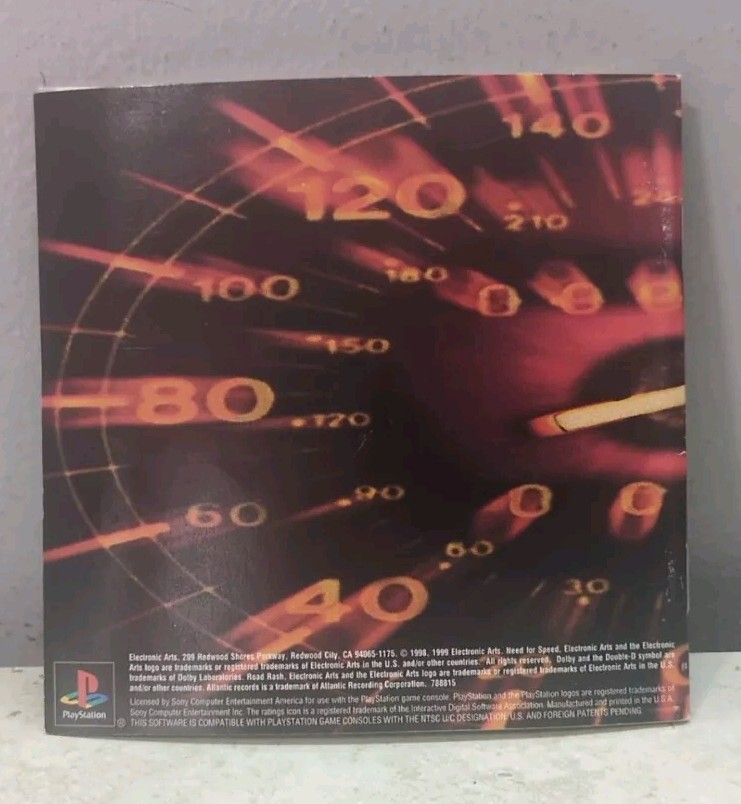 140
120
210
180
100
0 0 0
150
80
120
90
60
0 0
60
40
30
Electronic Arts, 209 Redwood Shores Parkway, Redwood City, CA 94065-1175. © 1998, 1999 Electronic Arts. Need for Speed, Electronic Arts and the Electronic
Arts logo are trademarks or registered trademarks of Electronic Arts in the U.S. and/or other countries. All rights reserved. Dolby and the Double-D symbol are
trademarks of Dolby Laboratories. Road Rash, Electronic Arts and the Electronic Arts logo are trademarks or registered trademarks of Electronic Arts in the U.S.
and/or other countries. Atlantic records is a trademark of Atlantic Recording Corporation. 788815
Licensed by Sony Computer Entertainment America for use with the PlayStation game console. PlayStation and the PlayStation logos are registered trademarks of
Sony Computer Entertainment Inc. The ratings icon is a registered trademark of the Interactive Digital Software Association. Manufactured and printed in the U.S.A.
THIS SOFTWARE IS COMPATIBLE WITH PLAYSTATION GAME CONSOLES WITH THE NTSC U/C DESIGNATION. U.S. AND FOREIGN PATENTS PENDING.
PlayStation
®